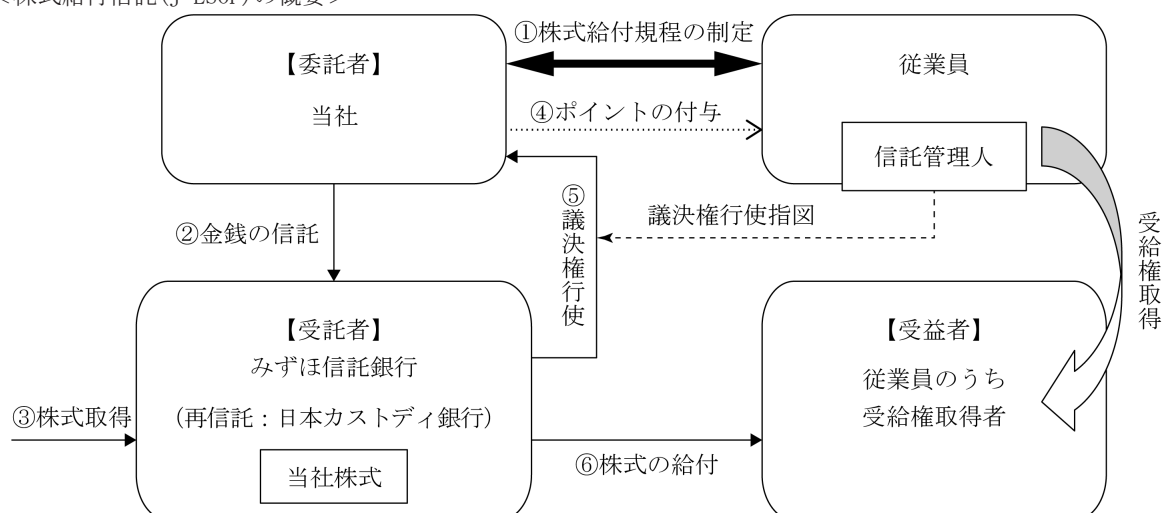 <株式給付信託(J-ESOP)の概要>
①株式給付規程の制定
【委託者】
当社
従業員
④ポイントの付与
信託管理人
②金銭の信託
⑤議決権行使
議決権行使指図
受給権取得
【受託者】
みずほ信託銀行
(再信託:日本カストディ銀行)
当社株式
③株式取得
【受益者】
従業員のうち
受給権取得者
⑥株式の給付